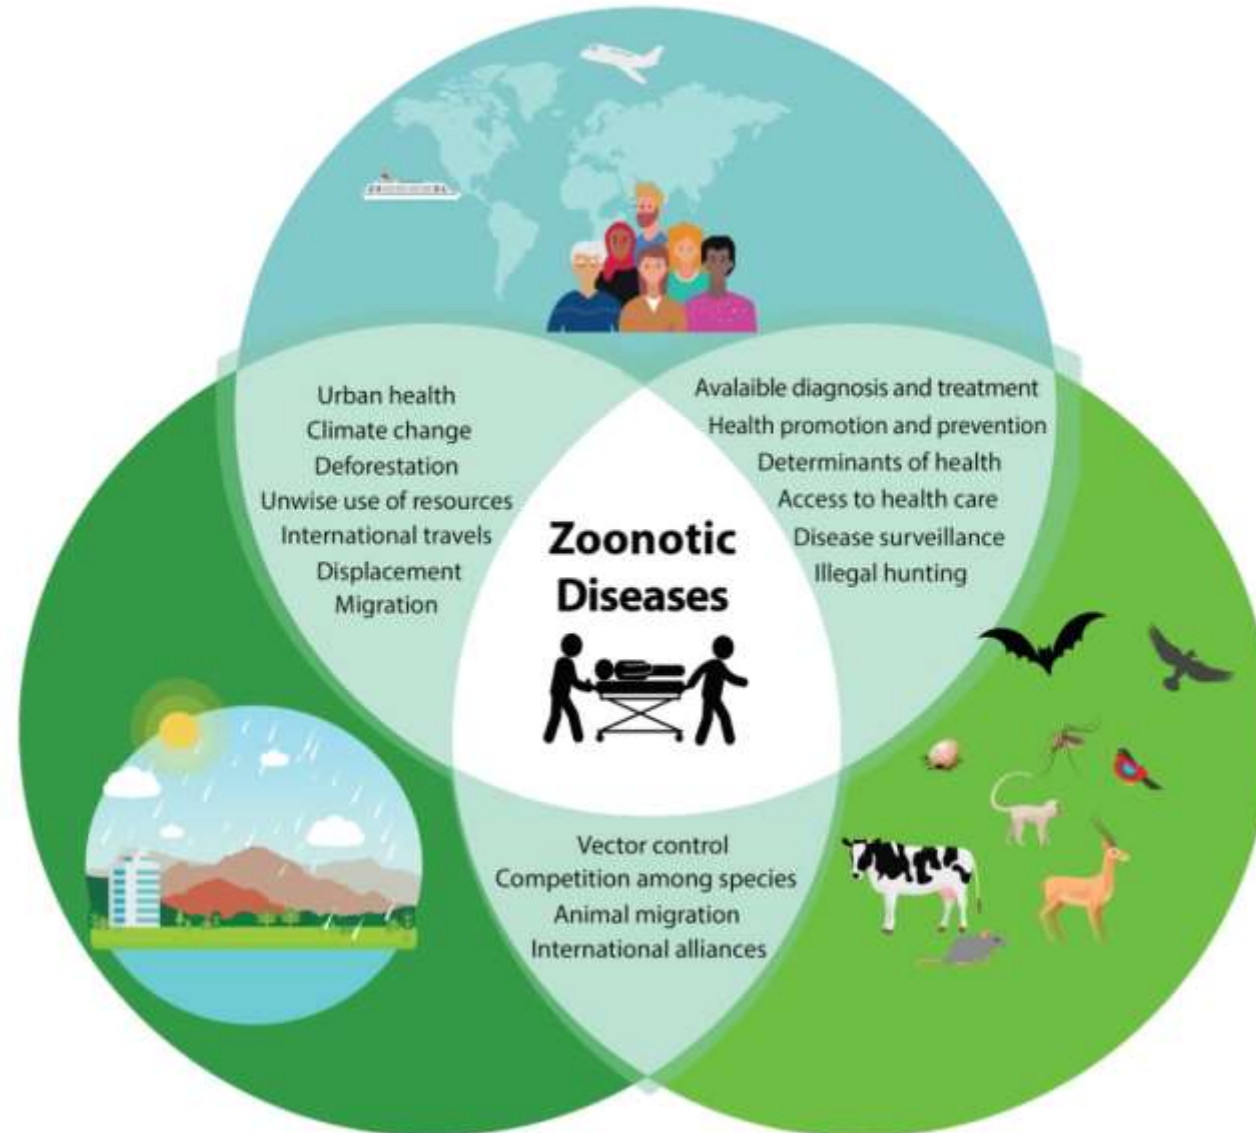 Urban health
Climate change
Deforestation
Unwise use of resources
International travels
Displacement
Migration
Avalaible diagnosis and treatment
Health promotion and prevention
Determinants of health
Access to health care
Disease surveillance
Illegal hunting
Zoonotic
Diseases
Vector control
Competition among species
Animal migration
International alliances